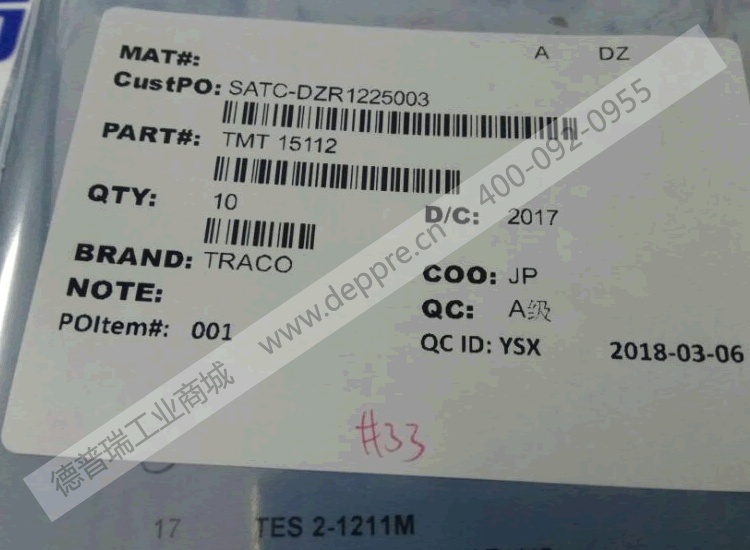 MAT#: A DZ
CustPO: SATC-DZR1225003
PART#: TMT 15112
QTY: 10 D/C: 2017
BRAND: TRACO COO: JP
NOTE: QC: A级
POItem#: 001 QC ID: YSX 2018-03-06
#33
德普瑞工业商城 www.deppre.cn 400-092-0955
17 TES 2-1211M